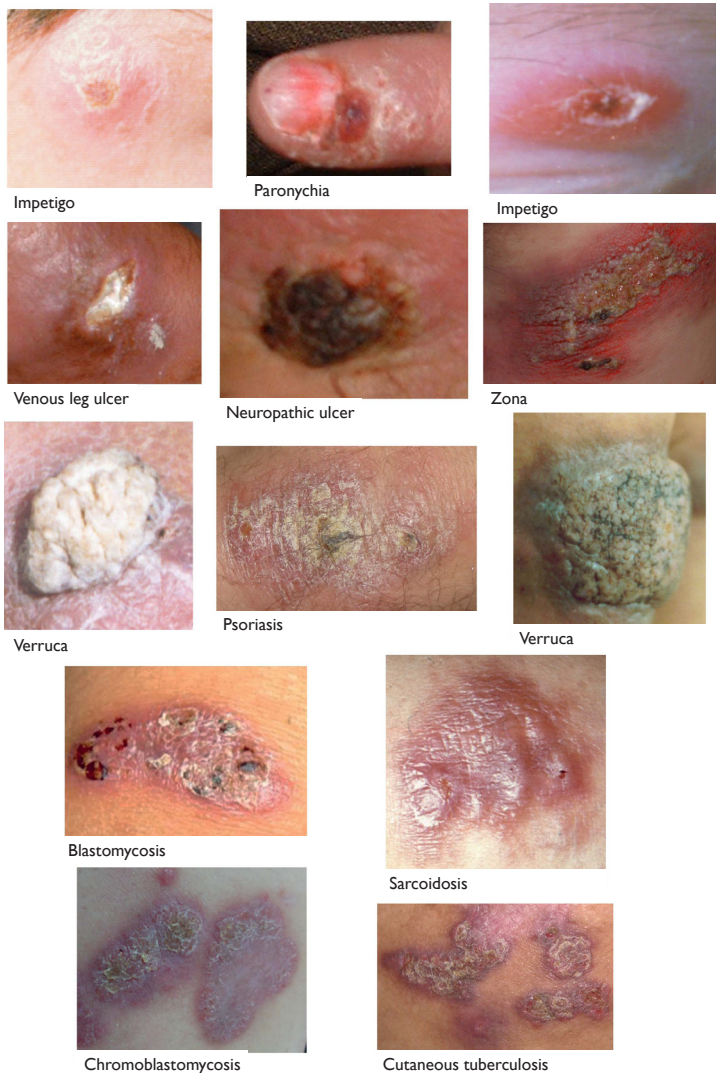 Impetigo
Paronychia
Impetigo
Venous leg ulcer
Neuropathic ulcer
Zona
Verruca
Psoriasis
Verruca
Blastomycosis
Sarcoidosis
Chromoblastomycosis
Cutaneous tuberculosis